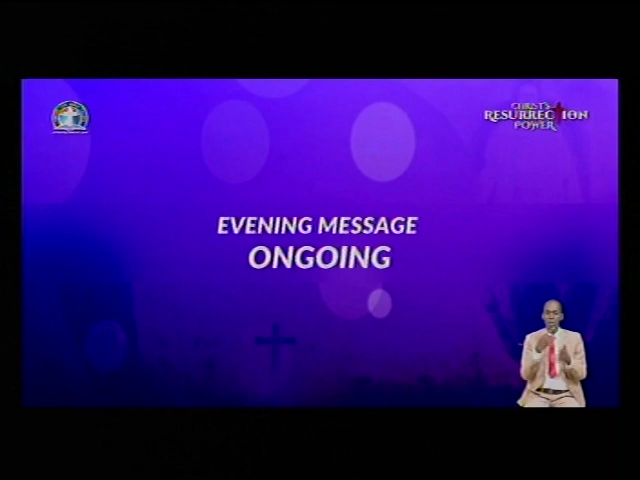 CHRIST'S
RESURRECTION
POWER
EVENING MESSAGE
ONGOING